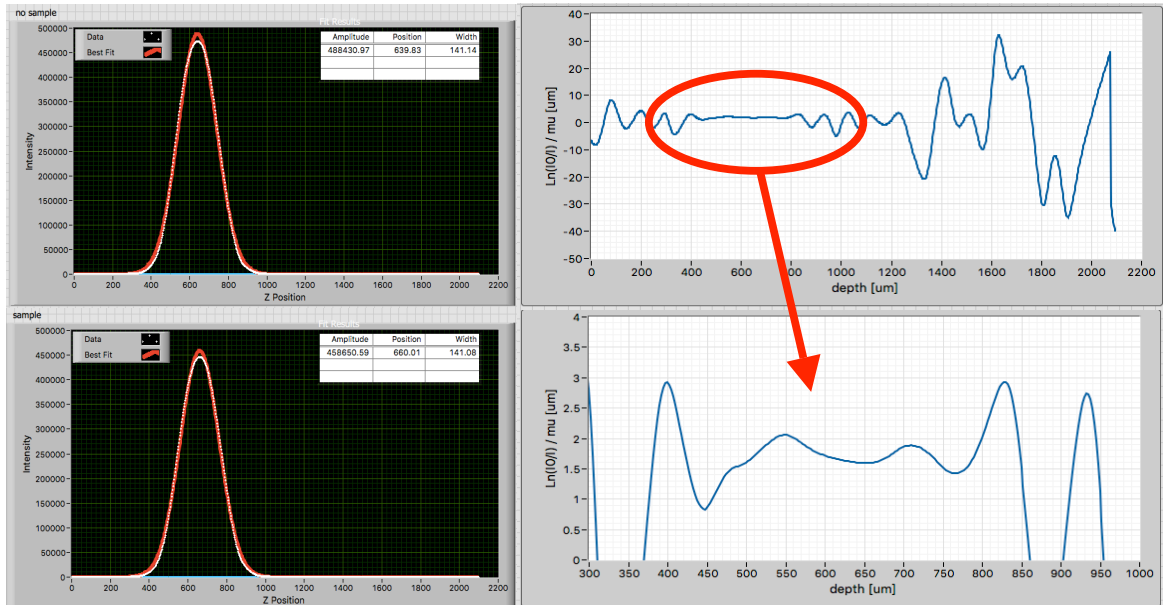 no sample
Fit Results
Data
Best Fit
Amplitude Position Width
488430.97 639.83 141.14
500000
450000
400000
350000
300000
250000
200000
150000
100000
50000
0
Intensity
0 200 400 600 800 1000 1200 1400 1600 1800 2000 2200
Z Position
40
30
20
10
0
-10
-20
-30
-40
-50
Ln(I0/I) / mu [um]
0 200 400 600 800 1000 1200 1400 1600 1800 2000 2200
depth [um]
sample
Fit Results
Data
Best Fit
Amplitude Position Width
458650.59 660.01 141.08
500000
450000
400000
350000
300000
250000
200000
150000
100000
50000
0
Intensity
0 200 400 600 800 1000 1200 1400 1600 1800 2000 2200
Z Position
4
3.5
3
2.5
2
1.5
1
0.5
0
Ln(I0/I) / mu [um]
300 350 400 450 500 550 600 650 700 750 800 850 900 950 1000
depth [um]